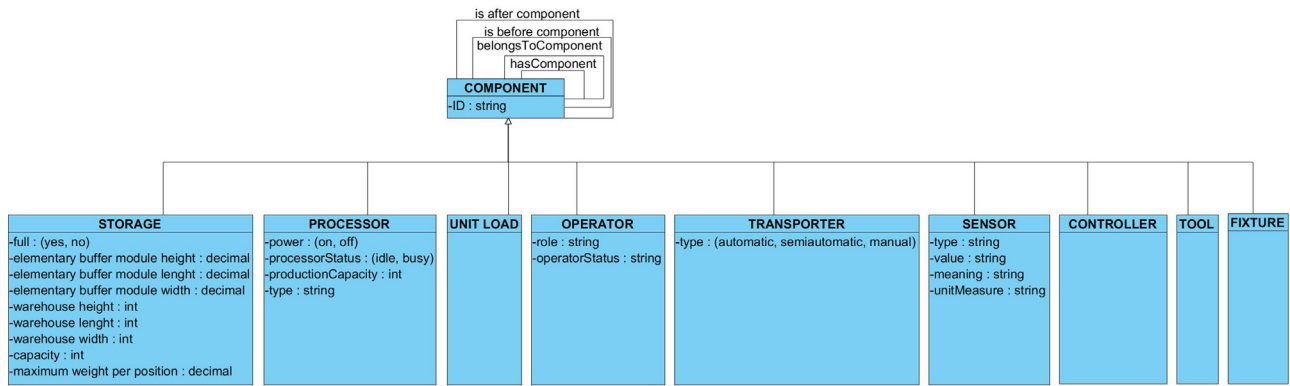 is after component
is before component
belongsToComponent
hasComponent
COMPONENT
-ID : string
STORAGE
-full : (yes, no)
-elementary buffer module height : decimal
-elementary buffer module lenght : decimal
-elementary buffer module width : decimal
-warehouse height : int
-warehouse lenght : int
-warehouse width : int
-capacity : int
-maximum weight per position : decimal
PROCESSOR
-power : (on, off)
-processorStatus : (idle, busy)
-productionCapacity : int
-type : string
UNIT LOAD
OPERATOR
-role : string
-operatorStatus : string
TRANSPORTER
-type : (automatic, semiautomatic, manual)
SENSOR
-type : string
-value : string
-meaning : string
-unitMeasure : string
CONTROLLER
TOOL
FIXTURE